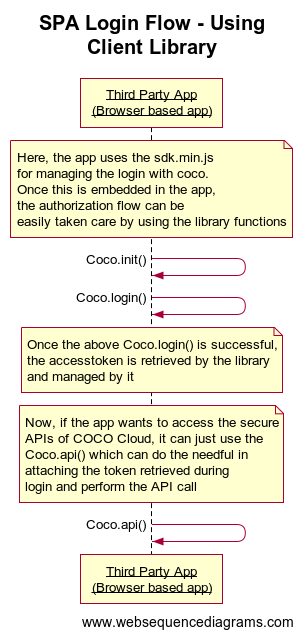 SPA Login Flow - Using
Client Library
Third Party App
(Browser based app)
Here, the app uses the sdk.min.js
for managing the login with coco.
Once this is embedded in the app,
the authorization flow can be
easily taken care by using the library functions
Coco.init()
Coco.login()
Once the above Coco.login() is successful,
the accesstoken is retrieved by the library
and managed by it
Now, if the app wants to access the secure
APIs of COCO Cloud, it can just use the
Coco.api() which can do the needful in
attaching the token retrieved during
login and perform the API call
Coco.api()
Third Party App
(Browser based app)
www.websequencediagrams.com